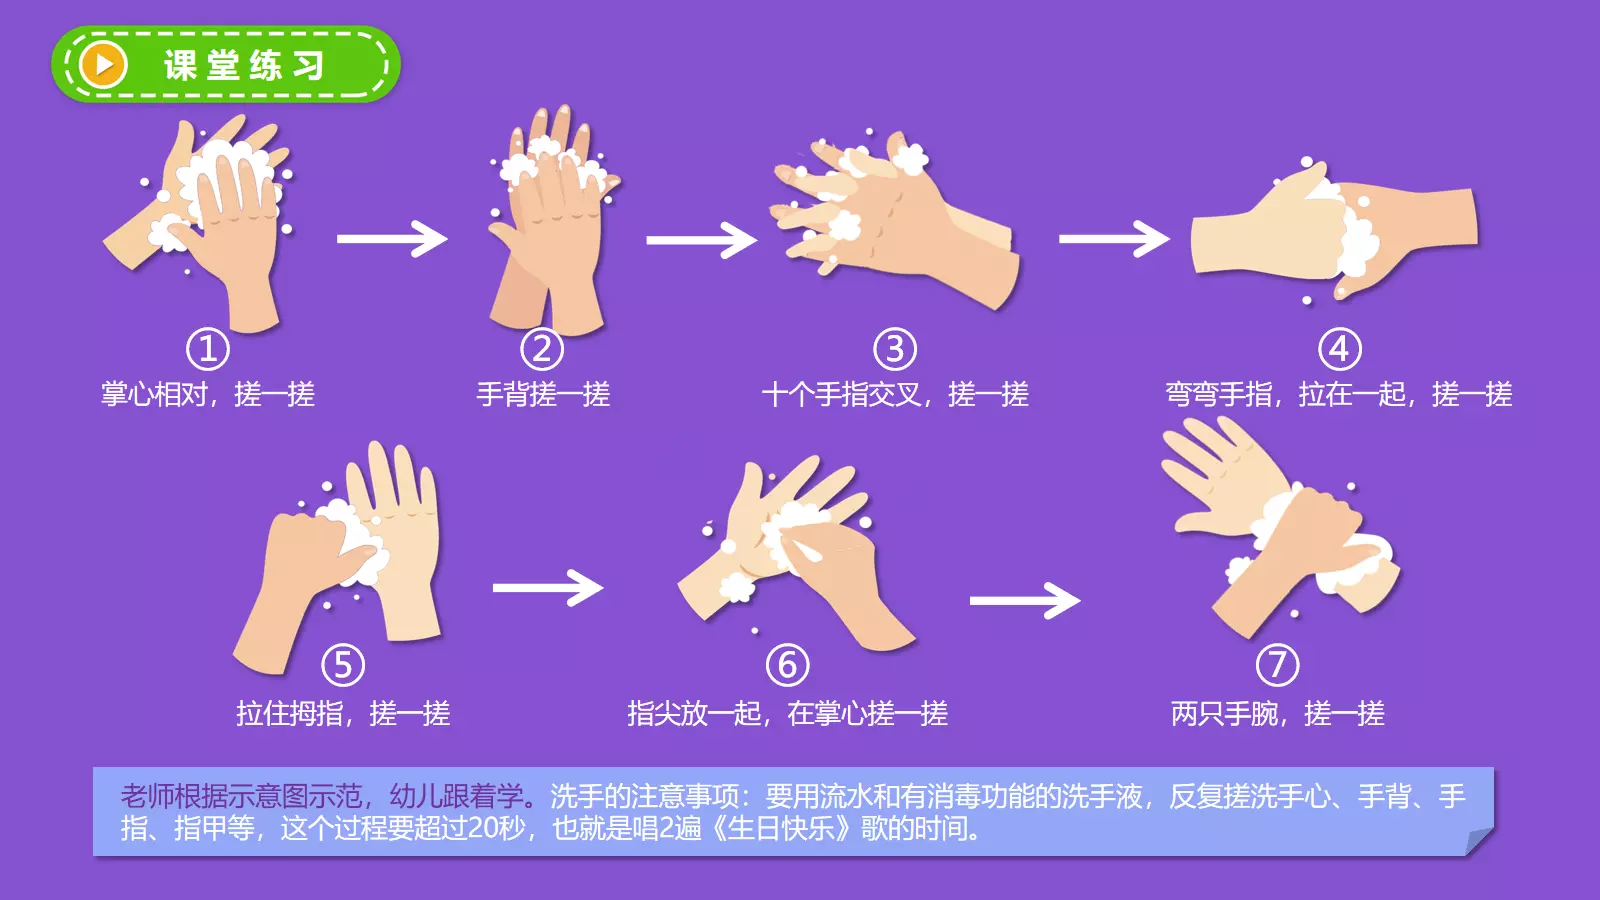 课堂练习
①
②
③
④
掌心相对，搓一搓
手背搓一搓
十个手指交叉，搓一搓
弯弯手指，拉在一起，搓一搓
⑤
⑥
⑦
拉住拇指，搓一搓
指尖放一起，在掌心搓一搓
两只手腕，搓一搓
老师根据示意图示范，幼儿跟着学。洗手的注意事项：要用流水和有消毒功能的洗手液，反复搓洗手心、手背、手
指、指甲等，这个过程要超过20秒，也就是唱2遍《生日快乐》歌的时间。